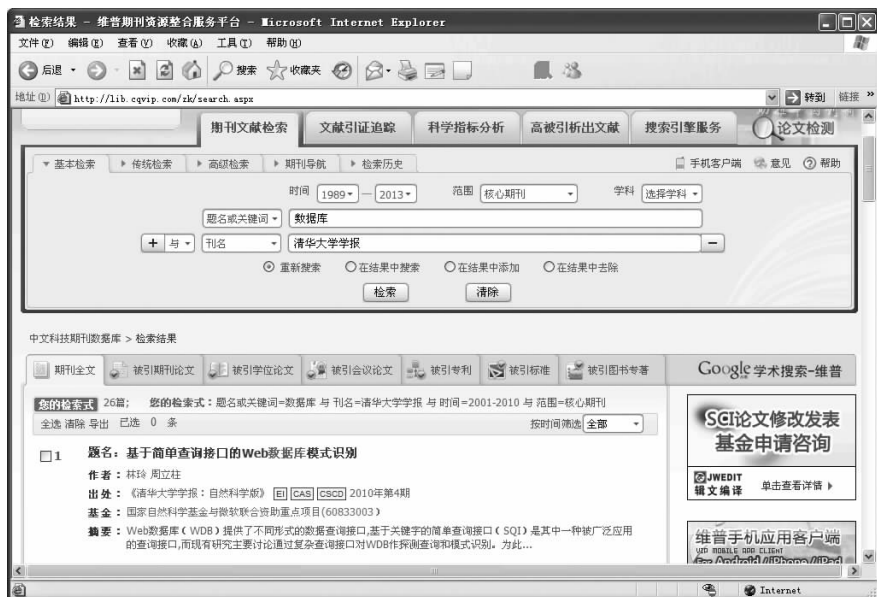 检索结果 - 维普期刊资源整合服务平台 - Microsoft Internet Explorer
文件(F) 编辑(E) 查看(V) 收藏(A) 工具(T) 帮助(H)
后退 搜索 收藏夹
地址(D) http://lib.cqvip.com/zk/search.aspx 转到 链接 »
期刊文献检索 文献引证追踪 科学指标分析 高被引析出文献 搜索引擎服务 论文检测
基本检索 传统检索 高级检索 期刊导航 检索历史 手机客户端 意见 帮助
时间 1989 — 2013 范围 核心期刊 学科 选择学科
题名或关键词 数据库
+ 与 刊名 清华大学学报 −
重新搜索 在结果中搜索 在结果中添加 在结果中去除
检索 清除
中文科技期刊数据库 > 检索结果
期刊全文 被引期刊论文 被引学位论文 被引会议论文 被引专利 被引标准 被引图书专著 Google 学术搜索-维普
您的检索式 26篇; 您的检索式:题名或关键词=数据库 与 刊名=清华大学学报 与 时间=2001-2010 与 范围=核心期刊
全选 清除 导出 已选 0 条 按时间筛选 全部
1 题名:基于简单查询接口的Web数据库模式识别
作者:林玲 周立柱
出处:《清华大学学报:自然科学版》 EI CAS CSCD 2010年第4期
基金:国家自然科学基金与微软联合资助重点项目(60833003)
摘要:Web数据库(WDB)提供了不同形式的数据查询接口,基于关键字的简单查询接口(SQI)是其中一种被广泛应用
的查询接口,而现有研究主要讨论通过复杂查询接口对WDB作探测查询和模式识别。为此...
SCI论文修改发表
基金申请咨询
JWEDIT
辑文编译 单击查看详情
维普手机应用客户端
VIP MOBILE APP CLIENT
For Android/iPhone/iPad
Internet